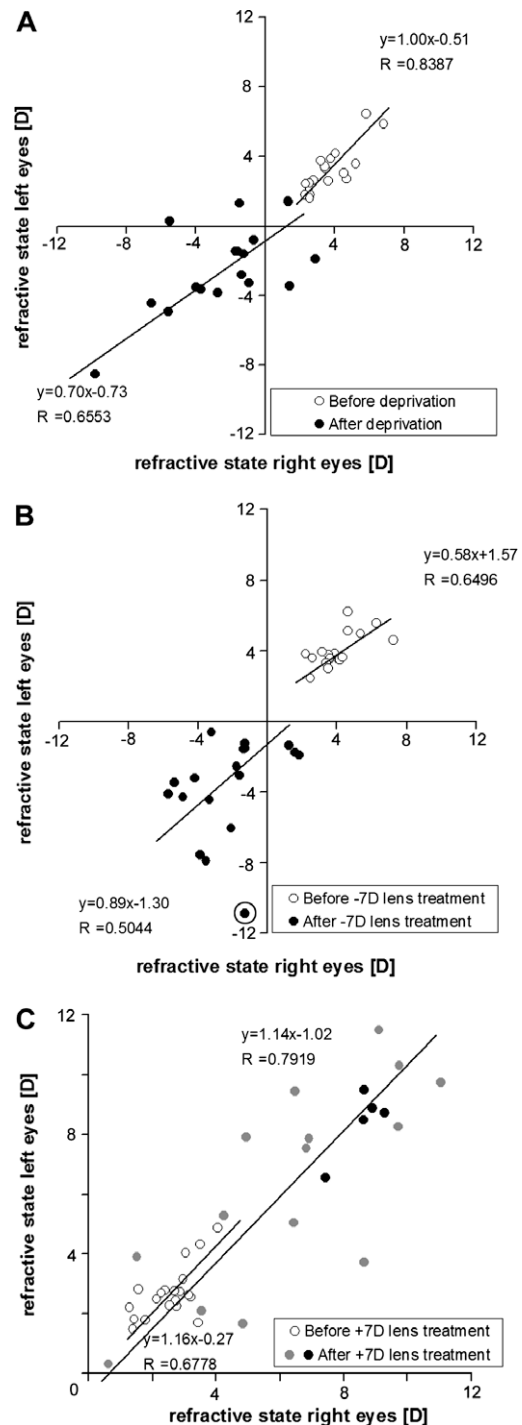 A
12
y=1.00x-0.51
R =0.8387
8
4
-12 -8 -4 4 8 12
-4
-8
-12
y=0.70x-0.73
R =0.6553
Before deprivation
After deprivation
refractive state left eyes [D]
refractive state right eyes [D]
B
12
y=0.58x+1.57
R =0.6496
8
4
-12 -8 -4 4 8 12
-4
-8
-12
y=0.89x-1.30
R =0.5044
Before -7D lens treatment
After -7D lens treatment
refractive state left eyes [D]
refractive state right eyes [D]
C
12
y=1.14x-1.02
R =0.7919
8
4
0
4 8 12
y=1.16x-0.27
R =0.6778
Before +7D lens treatment
After +7D lens treatment
refractive state left eyes [D]
refractive state right eyes [D]